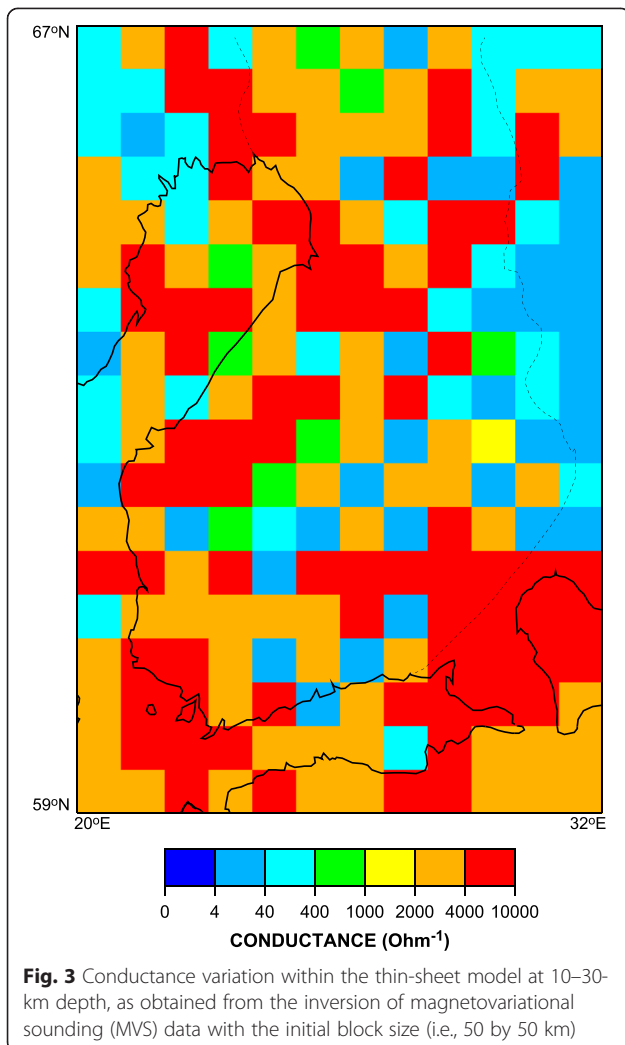 67ºN
59ºN
20ºE
32ºE
0 4 40 400 1000 2000 4000 10000
CONDUCTANCE (Ohm-1)
Fig. 3 Conductance variation within the thin-sheet model at 10–30-
km depth, as obtained from the inversion of magnetovariational
sounding (MVS) data with the initial block size (i.e., 50 by 50 km)